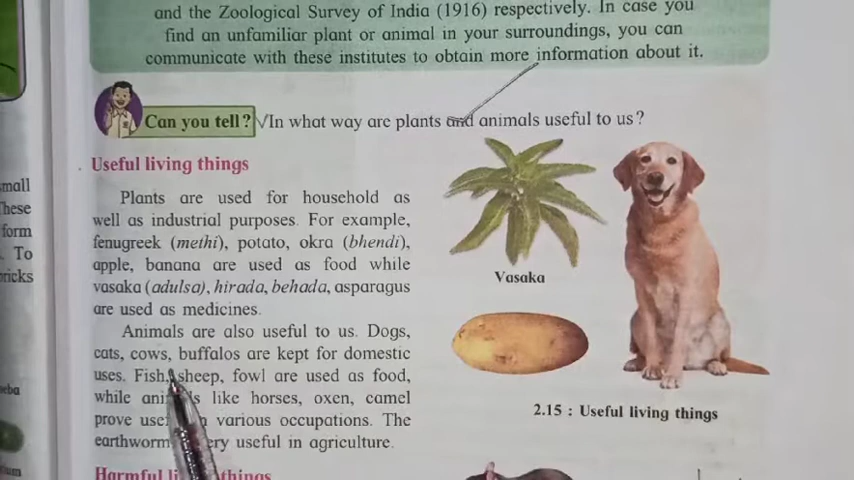 and the Zoological Survey of India (1916) respectively. In case you
find an unfamiliar plant or animal in your surroundings, you can
communicate with these institutes to obtain more information about it.
Can you tell? In what way are plants and animals useful to us?
Useful living things
Plants are used for household as
well as industrial purposes. For example,
fenugreek (methi), potato, okra (bhendi),
apple, banana are used as food while
vasaka (adulsa), hirada, behada, asparagus
are used as medicines.
Animals are also useful to us. Dogs,
cats, cows, buffalos are kept for domestic
uses. Fish, sheep, fowl are used as food,
while like horses, oxen, camel
prove various occupations. The
earthworm useful in agriculture.
Vasaka
2.15 : Useful living things
Harmful things
small
These
form
To
bricks